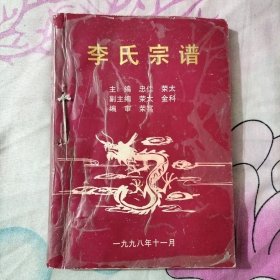 李氏宗谱
主 编 忠仁 荣太
副主编 荣太 金科
编 审 荣
一九九八年十一月